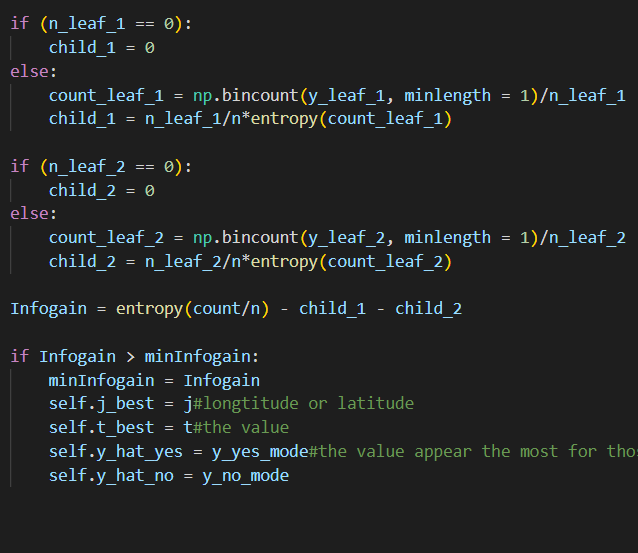 if (n_leaf_1 == 0):
    child_1 = 0
else:
    count_leaf_1 = np.bincount(y_leaf_1, minlength = 1)/n_leaf_1
    child_1 = n_leaf_1/n*entropy(count_leaf_1)

if (n_leaf_2 == 0):
    child_2 = 0
else:
    count_leaf_2 = np.bincount(y_leaf_2, minlength = 1)/n_leaf_2
    child_2 = n_leaf_2/n*entropy(count_leaf_2)

Infogain = entropy(count/n) - child_1 - child_2

if Infogain > minInfogain:
    minInfogain = Infogain
    self.j_best = j#longtitude or latitude
    self.t_best = t#the value
    self.y_hat_yes = y_yes_mode#the value appear the most for
    self.y_hat_no = y_no_mode